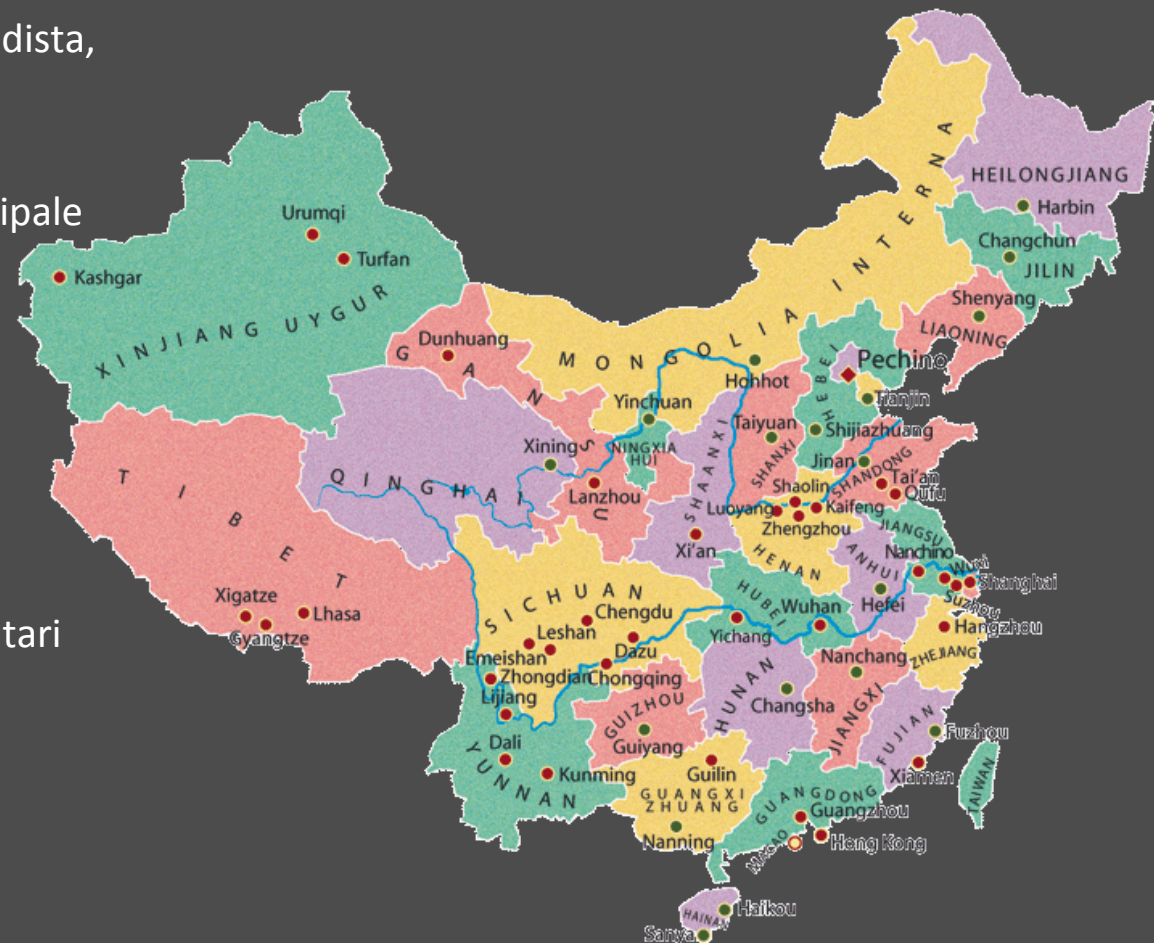 dista,
ipale
tari
HEILONGJIANG
Harbin
Changchun
JILIN
Shenyang
LIAONING
Urumqi
Turfan
Kashgar
XINJIANG UYGUR
MONGOLIA INTERNA
Dunhuang
GANSU
Hohhot
HEBEI
Pechino
Tianjin
Yinchuan
Taiyuan
Shijiazhuang
NINGXIA
HUI
Xining
QINGHAI
Lanzhou
SHAANXI
SHANXI
Jinan
SHANDONG
Tai'an
Qufu
Shaolin
Luoyang
Kaifeng
Zhengzhou
HENAN
Xi'an
JIANGSU
ANHUI
Nanchino
Wuxi
Shanghai
Suzhou
Hefei
Hangzhou
ZHEJIANG
TIBET
Xigatze
Gyangtze
Lhasa
SICHUAN
Chengdu
Leshan
Emeishan
Dazu
Zhongdian
Chongqing
Lijiang
HUBEI
Wuhan
Yichang
HUNAN
Changsha
Nanchang
JIANGXI
FUJIAN
Fuzhou
Xiamen
TAIWAN
GUIZHOU
Guiyang
Dali
YUNNAN
Kunming
Guilin
GUANGXI
ZHUANG
Nanning
GUANGDONG
Guangzhou
MACAO
Hong Kong
HAINAN
Haikou
Sanya